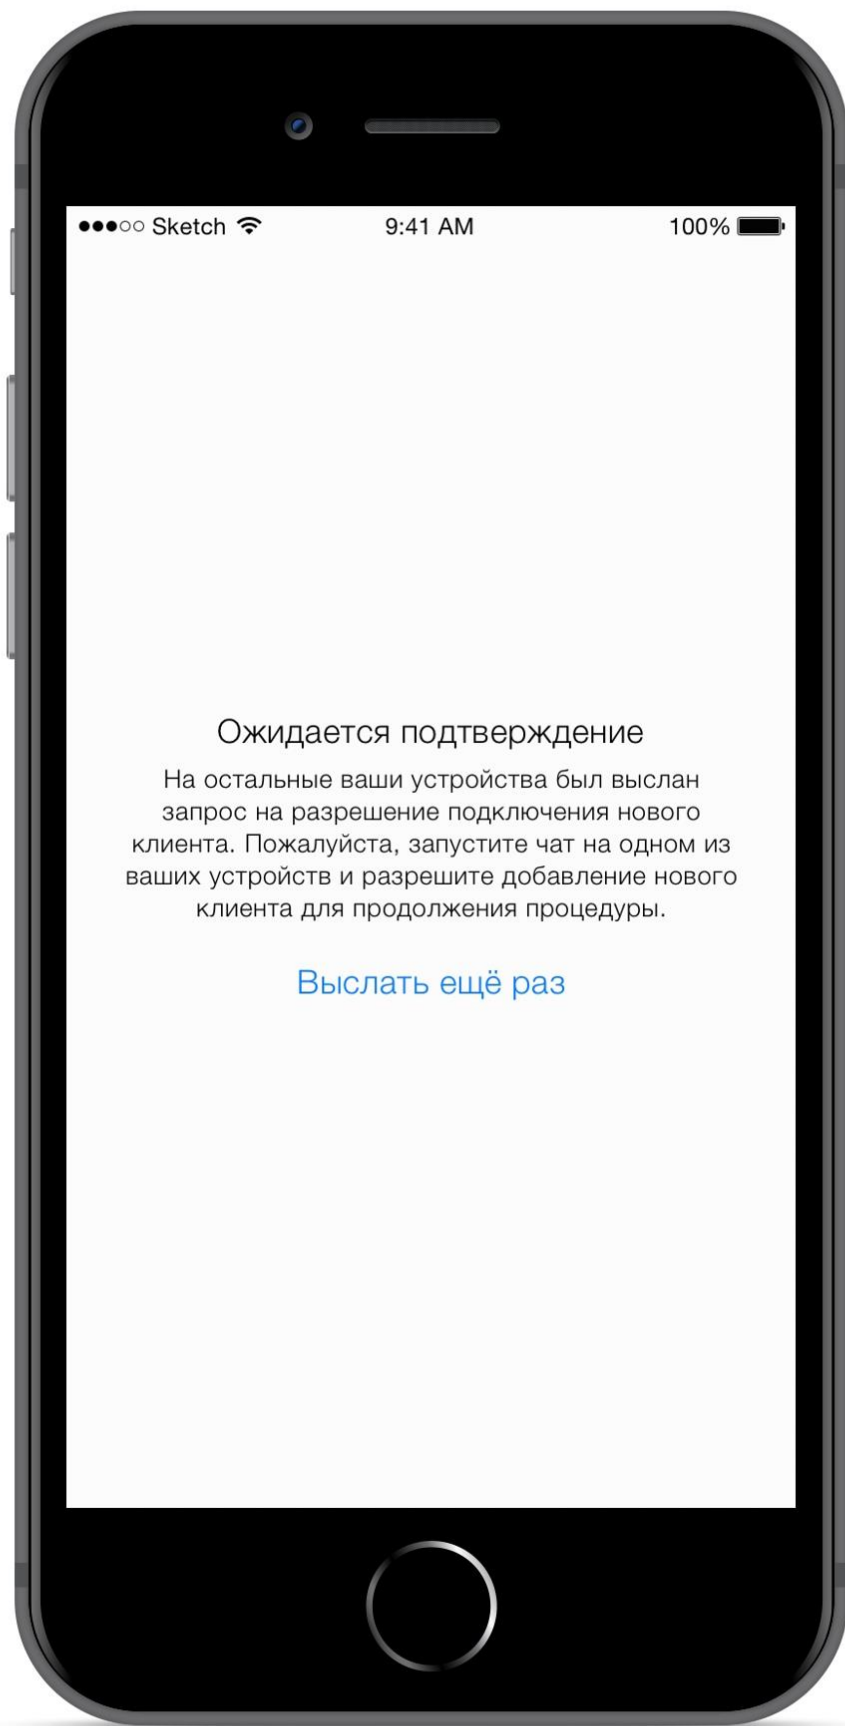 ●●●○○ Sketch 9:41 AM 100%
Ожидается подтверждение
На остальные ваши устройства был выслан
запрос на разрешение подключения нового
клиента. Пожалуйста, запустите чат на одном из
ваших устройств и разрешите добавление нового
клиента для продолжения процедуры.
Выслать ещё раз